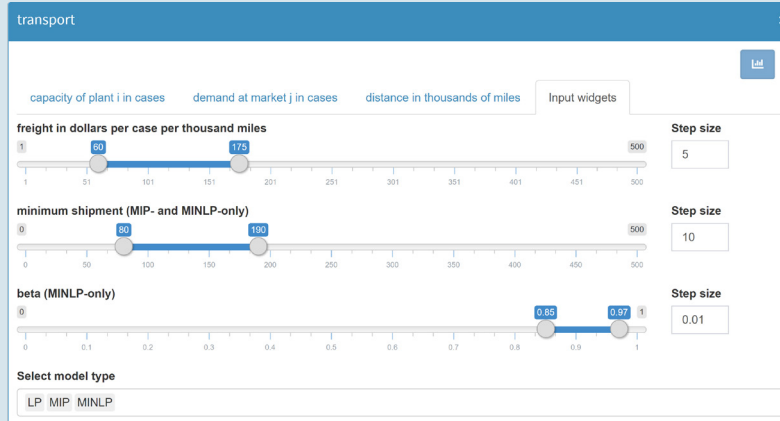 transport
capacity of plant i in cases demand at market j in cases distance in thousands of miles Input widgets
freight in dollars per case per thousand miles Step size
1 60 175 500 5
1 51 101 151 201 251 301 351 401 451 500
minimum shipment (MIP- and MINLP-only) Step size
0 80 190 500 10
0 50 100 150 200 250 300 350 400 450 500
beta (MINLP-only) Step size
0 0.85 0.97 1 0.01
0 0.1 0.2 0.3 0.4 0.5 0.6 0.7 0.8 0.9 1
Select model type
LP MIP MINLP